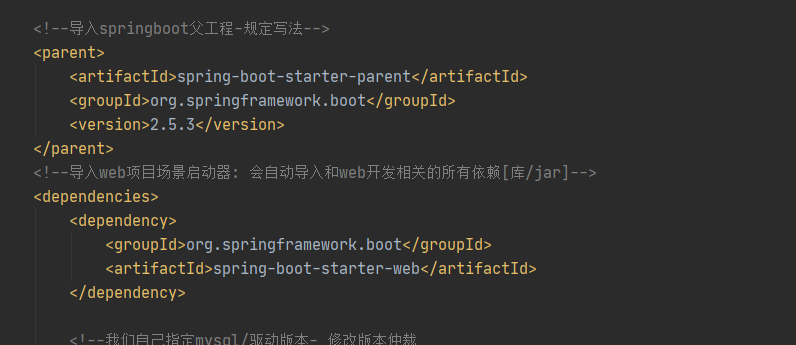 <!--导入springboot父工程-规定写法-->
<parent>
<artifactId>spring-boot-starter-parent</artifactId>
<groupId>org.springframework.boot</groupId>
<version>2.5.3</version>
</parent>
<!--导入web项目场景启动器: 会自动导入和web开发相关的所有依赖[库/jar]-->
<dependencies>
<dependency>
<groupId>org.springframework.boot</groupId>
<artifactId>spring-boot-starter-web</artifactId>
</dependency>
<!--我们自己指定mysql/驱动版本- 修改版本仲裁